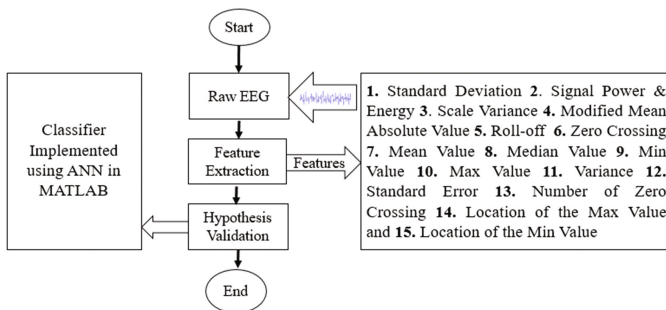 Start
Raw EEG
Feature
Extraction
Features
Hypothesis
Validation
End
Classifier
Implemented
using ANN in
MATLAB
1. Standard Deviation 2. Signal Power &
Energy 3. Scale Variance 4. Modified Mean
Absolute Value 5. Roll-off 6. Zero Crossing
7. Mean Value 8. Median Value 9. Min
Value 10. Max Value 11. Variance 12.
Standard Error 13. Number of Zero
Crossing 14. Location of the Max Value
and 15. Location of the Min Value